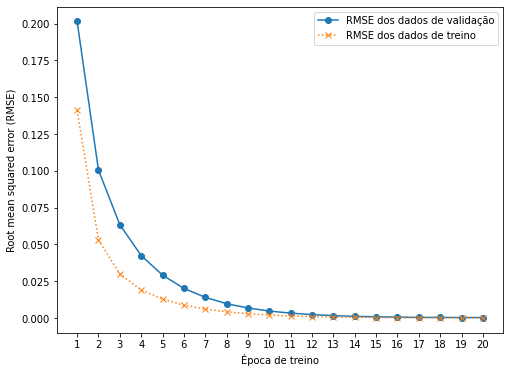 RMSE dos dados de validação
RMSE dos dados de treino
Root mean squared error (RMSE)
0.200
0.175
0.150
0.125
0.100
0.075
0.050
0.025
0.000
1 2 3 4 5 6 7 8 9 10 11 12 13 14 15 16 17 18 19 20
Época de treino